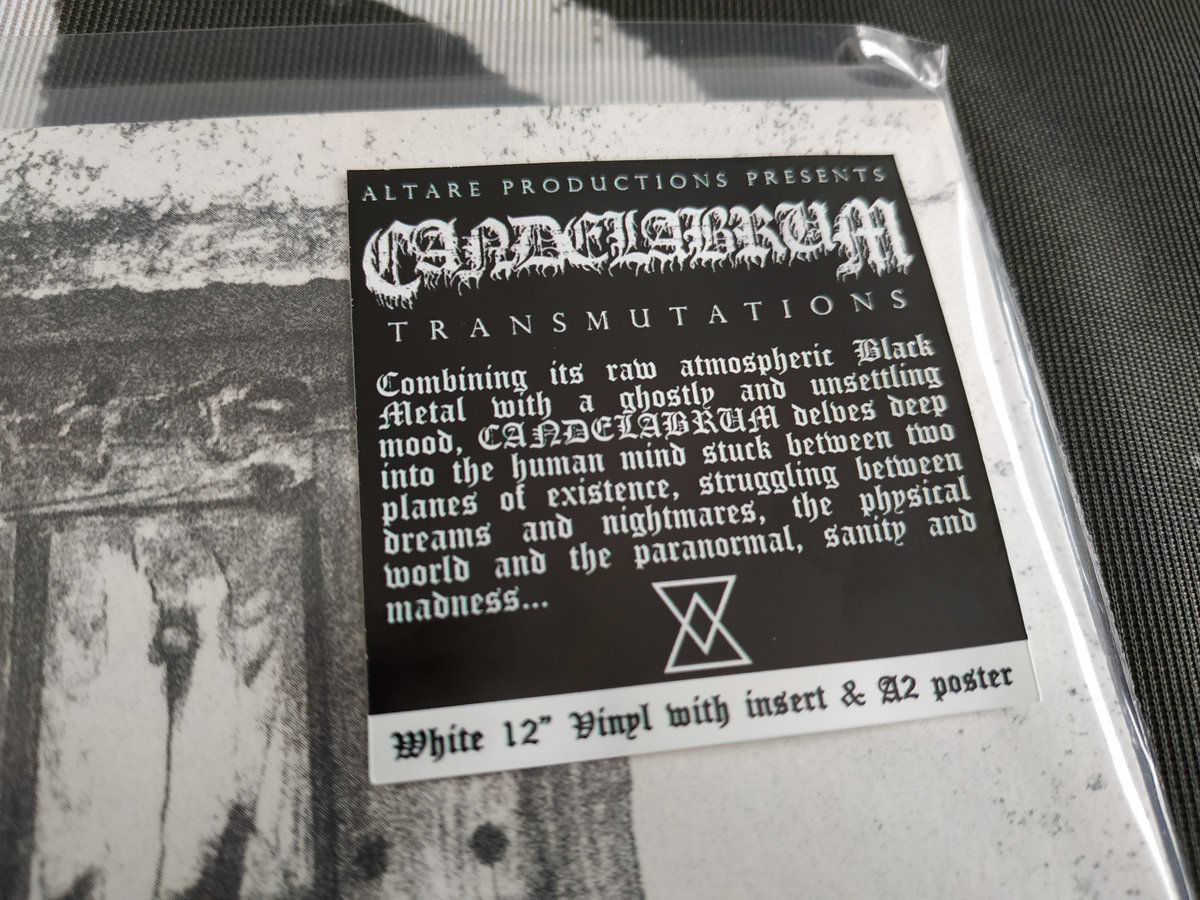 ALTARE PRODUCTIONS PRESENTS
CANDELABRUM
TRANSMUTATIONS
Combining its raw atmospheric Black
Metal with a ghostly and unsettling
mood, CANDELABRUM delves deep
into the human mind stuck between two
planes of existence, struggling between
dreams and nightmares, the physical
world and the paranormal, sanity and
madness...
White 12" Vinyl with insert & A2 poster